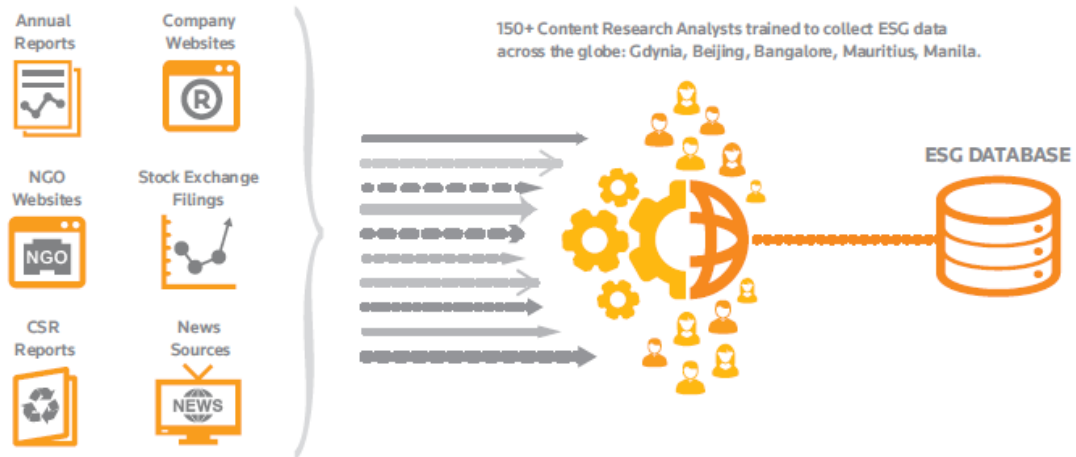 Annual
Reports
Company
Websites
150+ Content Research Analysts trained to collect ESG data
across the globe: Gdynia, Beijing, Bangalore, Mauritius, Manila.
R
NGO
Websites
Stock Exchange
Filings
ESG DATABASE
NGO
CSR
Reports
News
Sources
NEWS